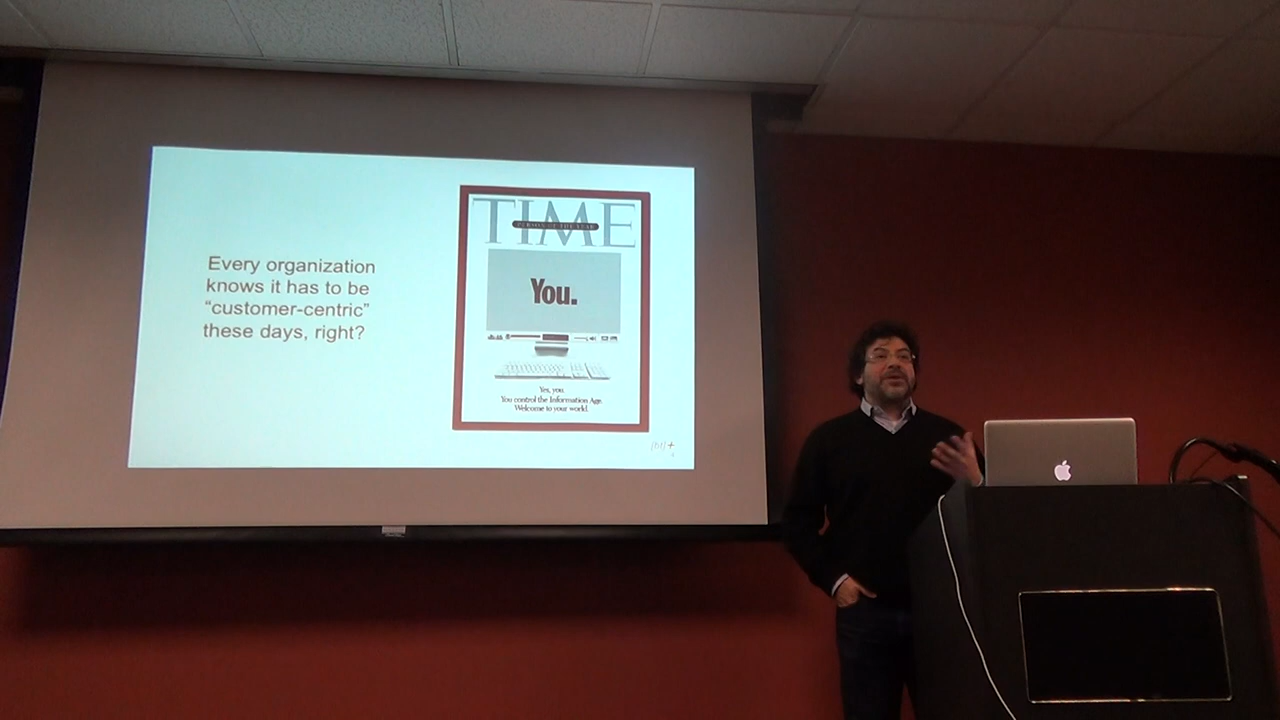 Every organization
knows it has to be
“customer-centric”
these days, right?
TIME
PERSON OF THE YEAR
You.
Yes, you.
You control the Information Age.
Welcome to your world.